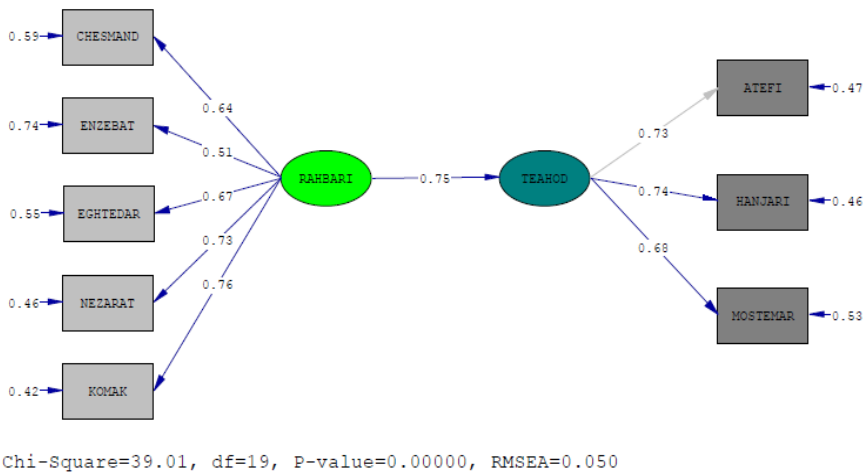 0.59 CHESMAND
0.64
0.74 ENZEBAT
0.51
0.55 EGHTEDAR
0.67
0.46 NEZARAT
0.73
0.42 KOMAK
0.76
RAHBARI 0.75 TEAHOD
0.73 ATEFI 0.47
0.74 HANJARI 0.46
0.68 MOSTEMAR 0.53
Chi-Square=39.01, df=19, P-value=0.00000, RMSEA=0.050